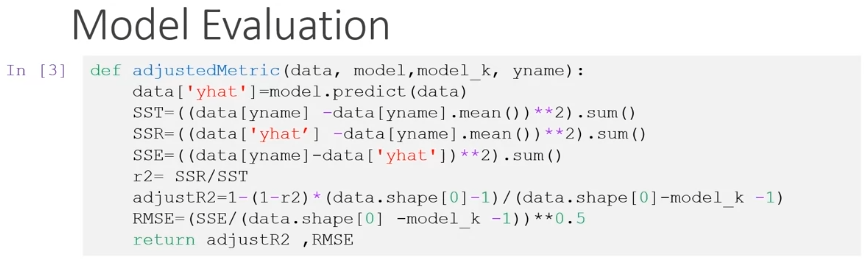 Model Evaluation
In [3] def adjustedMetric(data, model,model_k, yname):
data['yhat']=model.predict(data)
SST=((data[yname] -data[yname].mean())**2).sum()
SSR=((data['yhat’] -data[yname].mean())**2).sum()
SSE=((data[yname]-data['yhat'])**2).sum()
r2= SSR/SST
adjustR2=1-(1-r2)*(data.shape[0]-1)/(data.shape[0]-model_k -1)
RMSE=(SSE/(data.shape[0] -model_k -1))**0.5
return adjustR2 ,RMSE